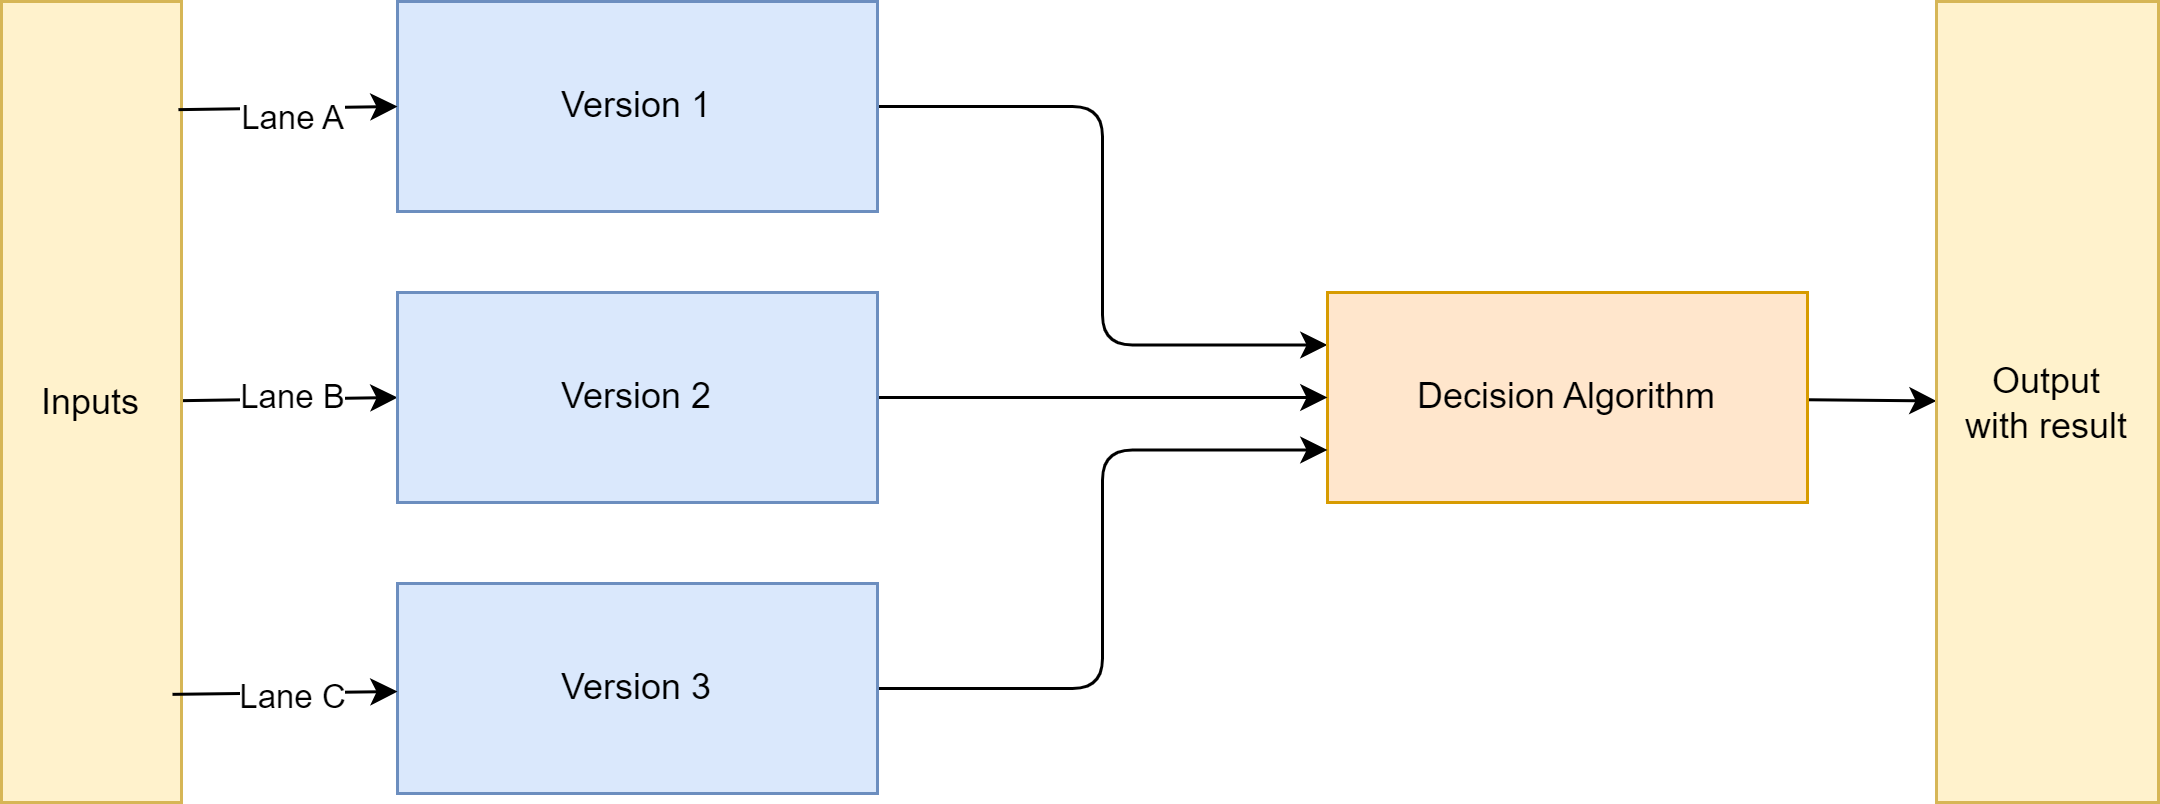 Lane A
Version 1
Inputs
Lane B
Version 2
Decision Algorithm
Output
with result
Lane C
Version 3